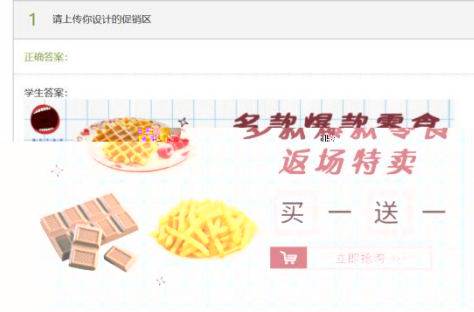 1 请上传你设计的促销区
正确答案：
学生答案：
多款爆款零食
返场特卖
买一送一
立即抢购